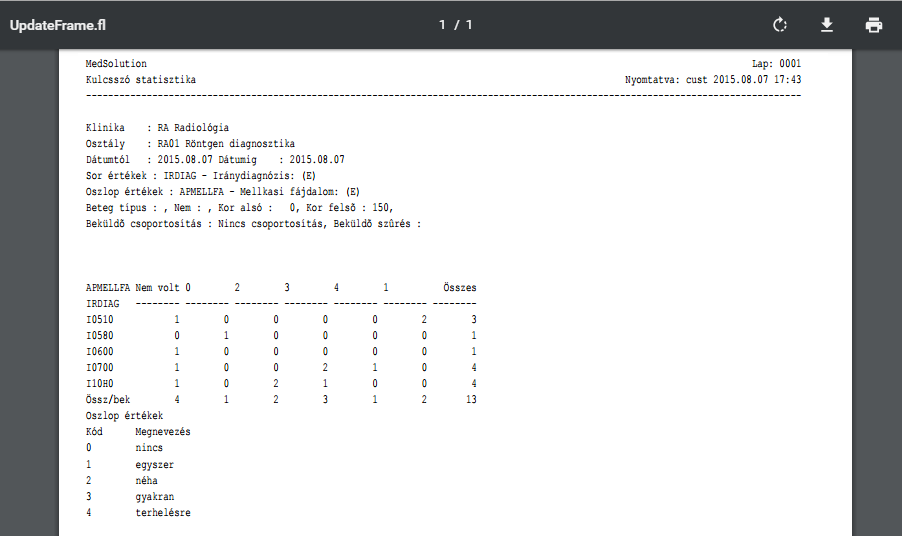 UpdateFrame.fl 1 / 1
MedSolution Lap: 0001
Kulcsszó statisztika Nyomtatva: cust 2015.08.07 17:43
Klinika : RA Radiológia
Osztály : RA01 Röntgen diagnosztika
Dátumtól : 2015.08.07 Dátumig : 2015.08.07
Sor értékek : IRDIAG - Iránydiagnózis: (E)
Oszlop értékek : APMELLFA - Mellkasi fájdalom: (E)
Beteg típus : , Nem : , Kor alsó : 0, Kor felső : 150,
Beküldő csoportosítás : Nincs csoportosítás, Beküldő szűrés :
APMELLFA Nem volt 0 2 3 4 1 Összes
IRDIAG -------- -------- -------- -------- -------- -------- --------
I0510 1 0 0 0 0 2 3
I0580 0 1 0 0 0 0 1
I0600 1 0 0 0 0 0 1
I0700 1 0 0 2 1 0 4
I10H0 1 0 2 1 0 0 4
Össz/bek 4 1 2 3 1 2 13
Oszlop értékek
Kód Megnevezés
0 nincs
1 egyszer
2 néha
3 gyakran
4 terhelésre